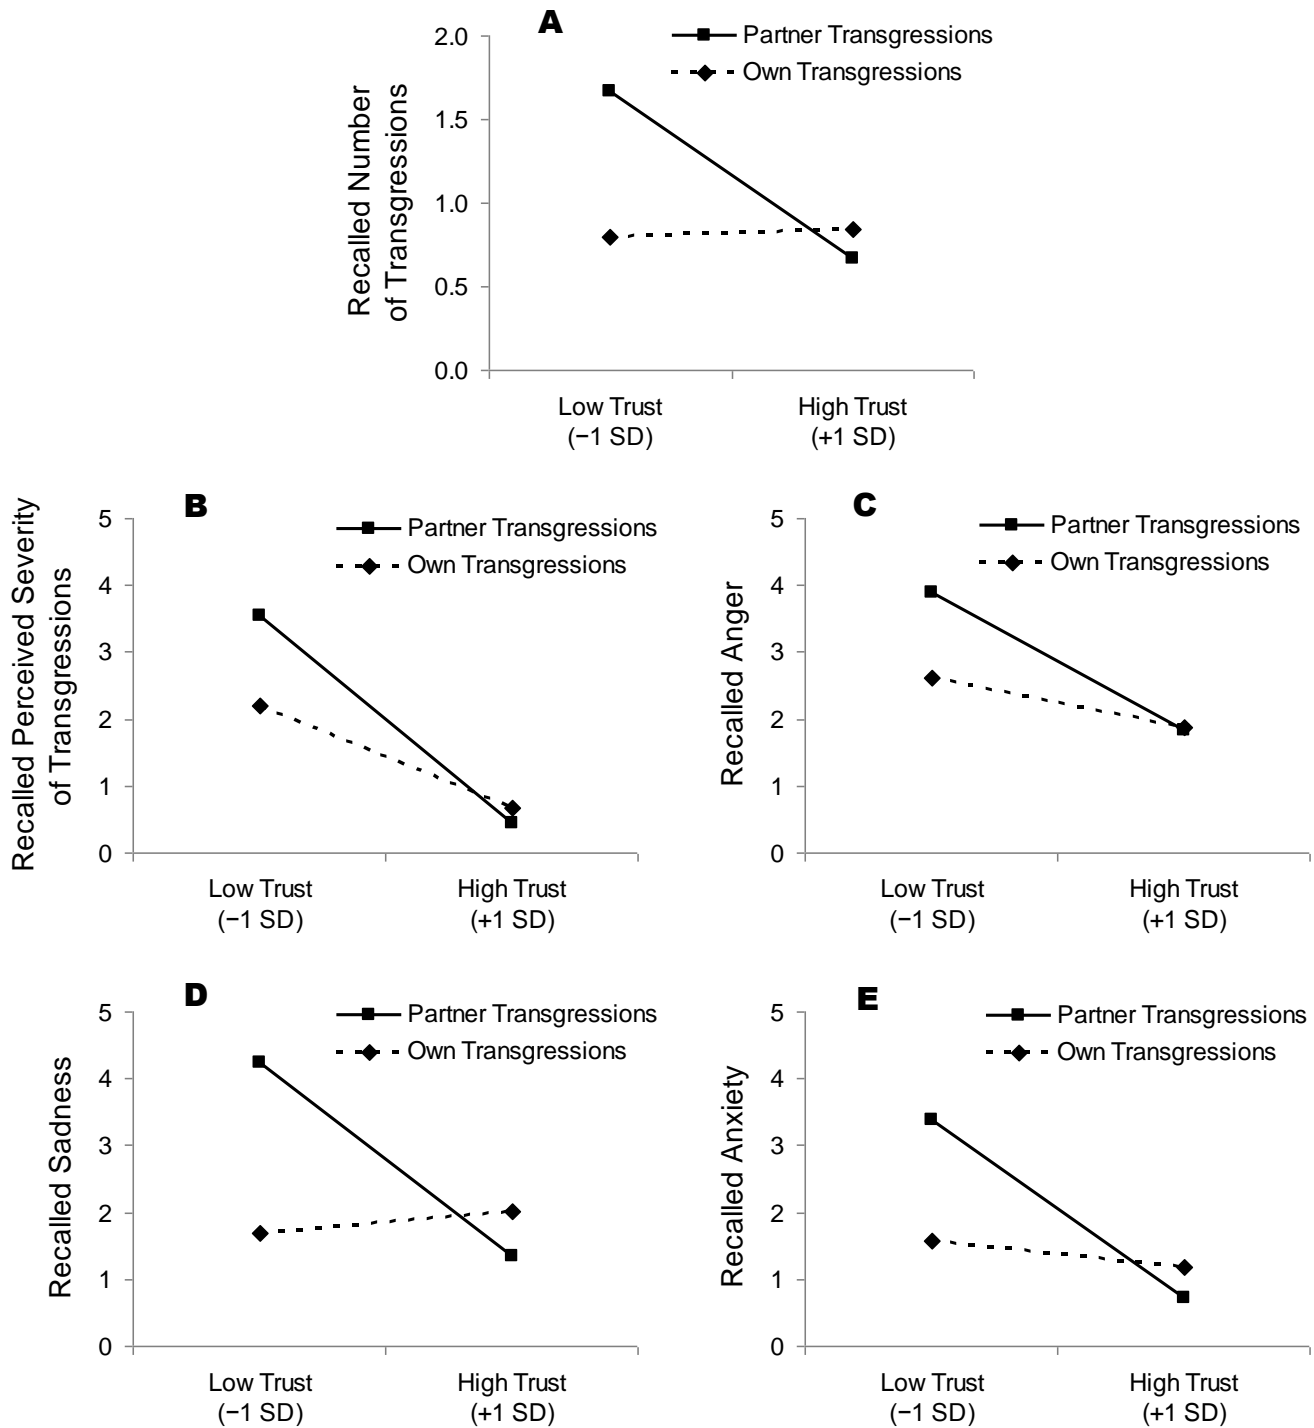 A
Partner Transgressions
Own Transgressions
Recalled Number
of Transgressions
2.0
1.5
1.0
0.5
0.0
Low Trust
(−1 SD)
High Trust
(+1 SD)
B
Partner Transgressions
Own Transgressions
Recalled Perceived Severity
of Transgressions
5
4
3
2
1
0
Low Trust
(−1 SD)
High Trust
(+1 SD)
C
Partner Transgressions
Own Transgressions
Recalled Anger
5
4
3
2
1
0
Low Trust
(−1 SD)
High Trust
(+1 SD)
D
Partner Transgressions
Own Transgressions
Recalled Sadness
5
4
3
2
1
0
Low Trust
(−1 SD)
High Trust
(+1 SD)
E
Partner Transgressions
Own Transgressions
Recalled Anxiety
5
4
3
2
1
0
Low Trust
(−1 SD)
High Trust
(+1 SD)